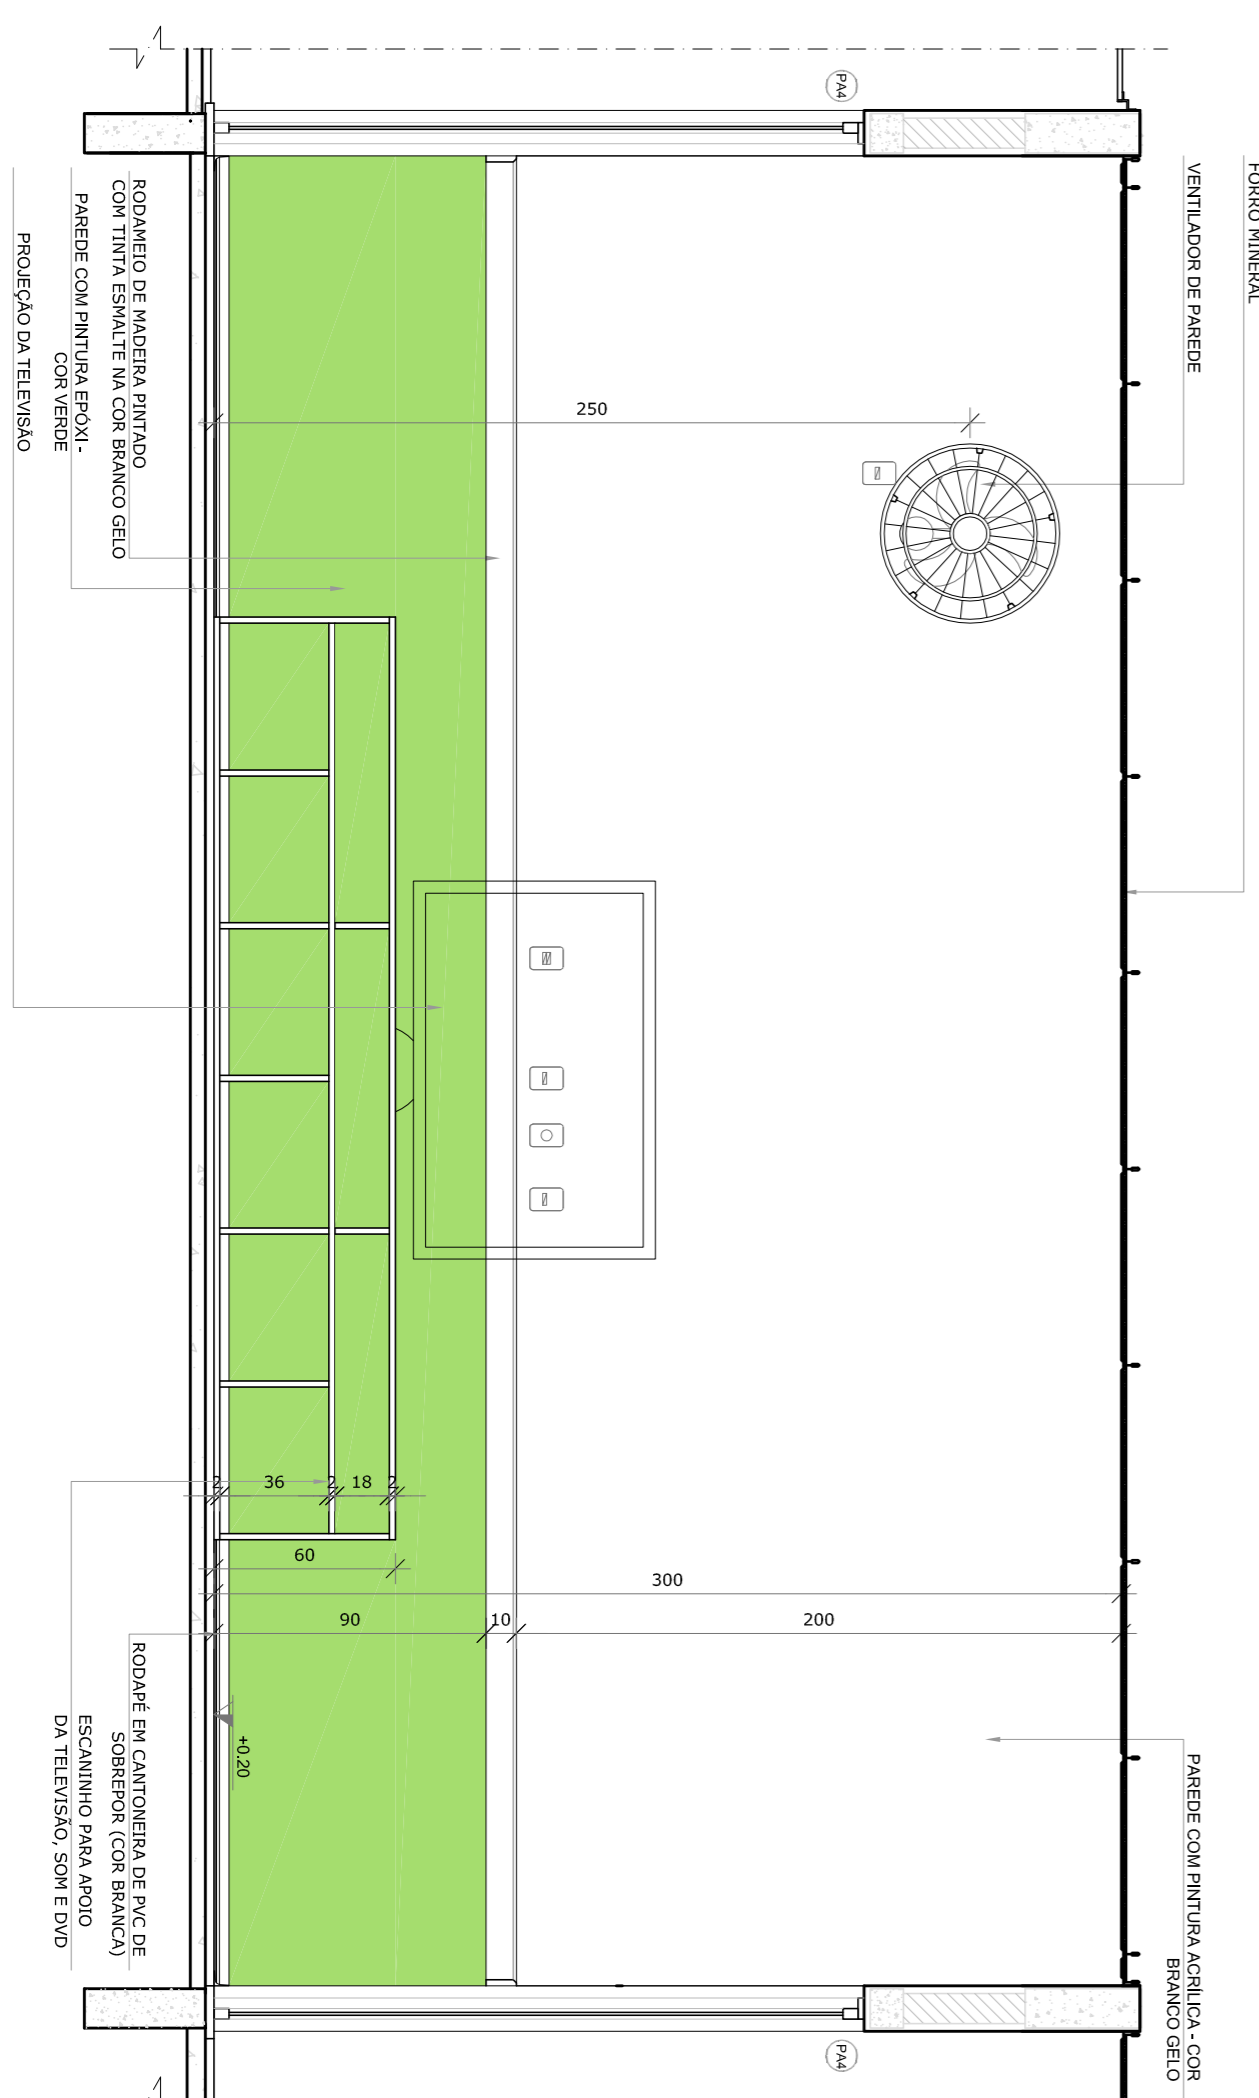 FORRO MINERAL
VENTILADOR DE PAREDE
PAREDE COM PINTURA ACRÍLICA - COR
BRANCO GELO
PA4
PA4
250
200
10
90
300
60
2
36
2
18
2
+0.20
RODAMEIO DE MADEIRA PINTADO
COM TINTA ESMALTE NA COR BRANCO GELO
PAREDE COM PINTURA EPÓXI -
COR VERDE
PROJEÇÃO DA TELEVISÃO
RODAPÉ EM CANTONEIRA DE PVC DE
SOBREPOR (COR BRANCA)
ESCANINHO PARA APOIO
DA TELEVISÃO, SOM E DVD